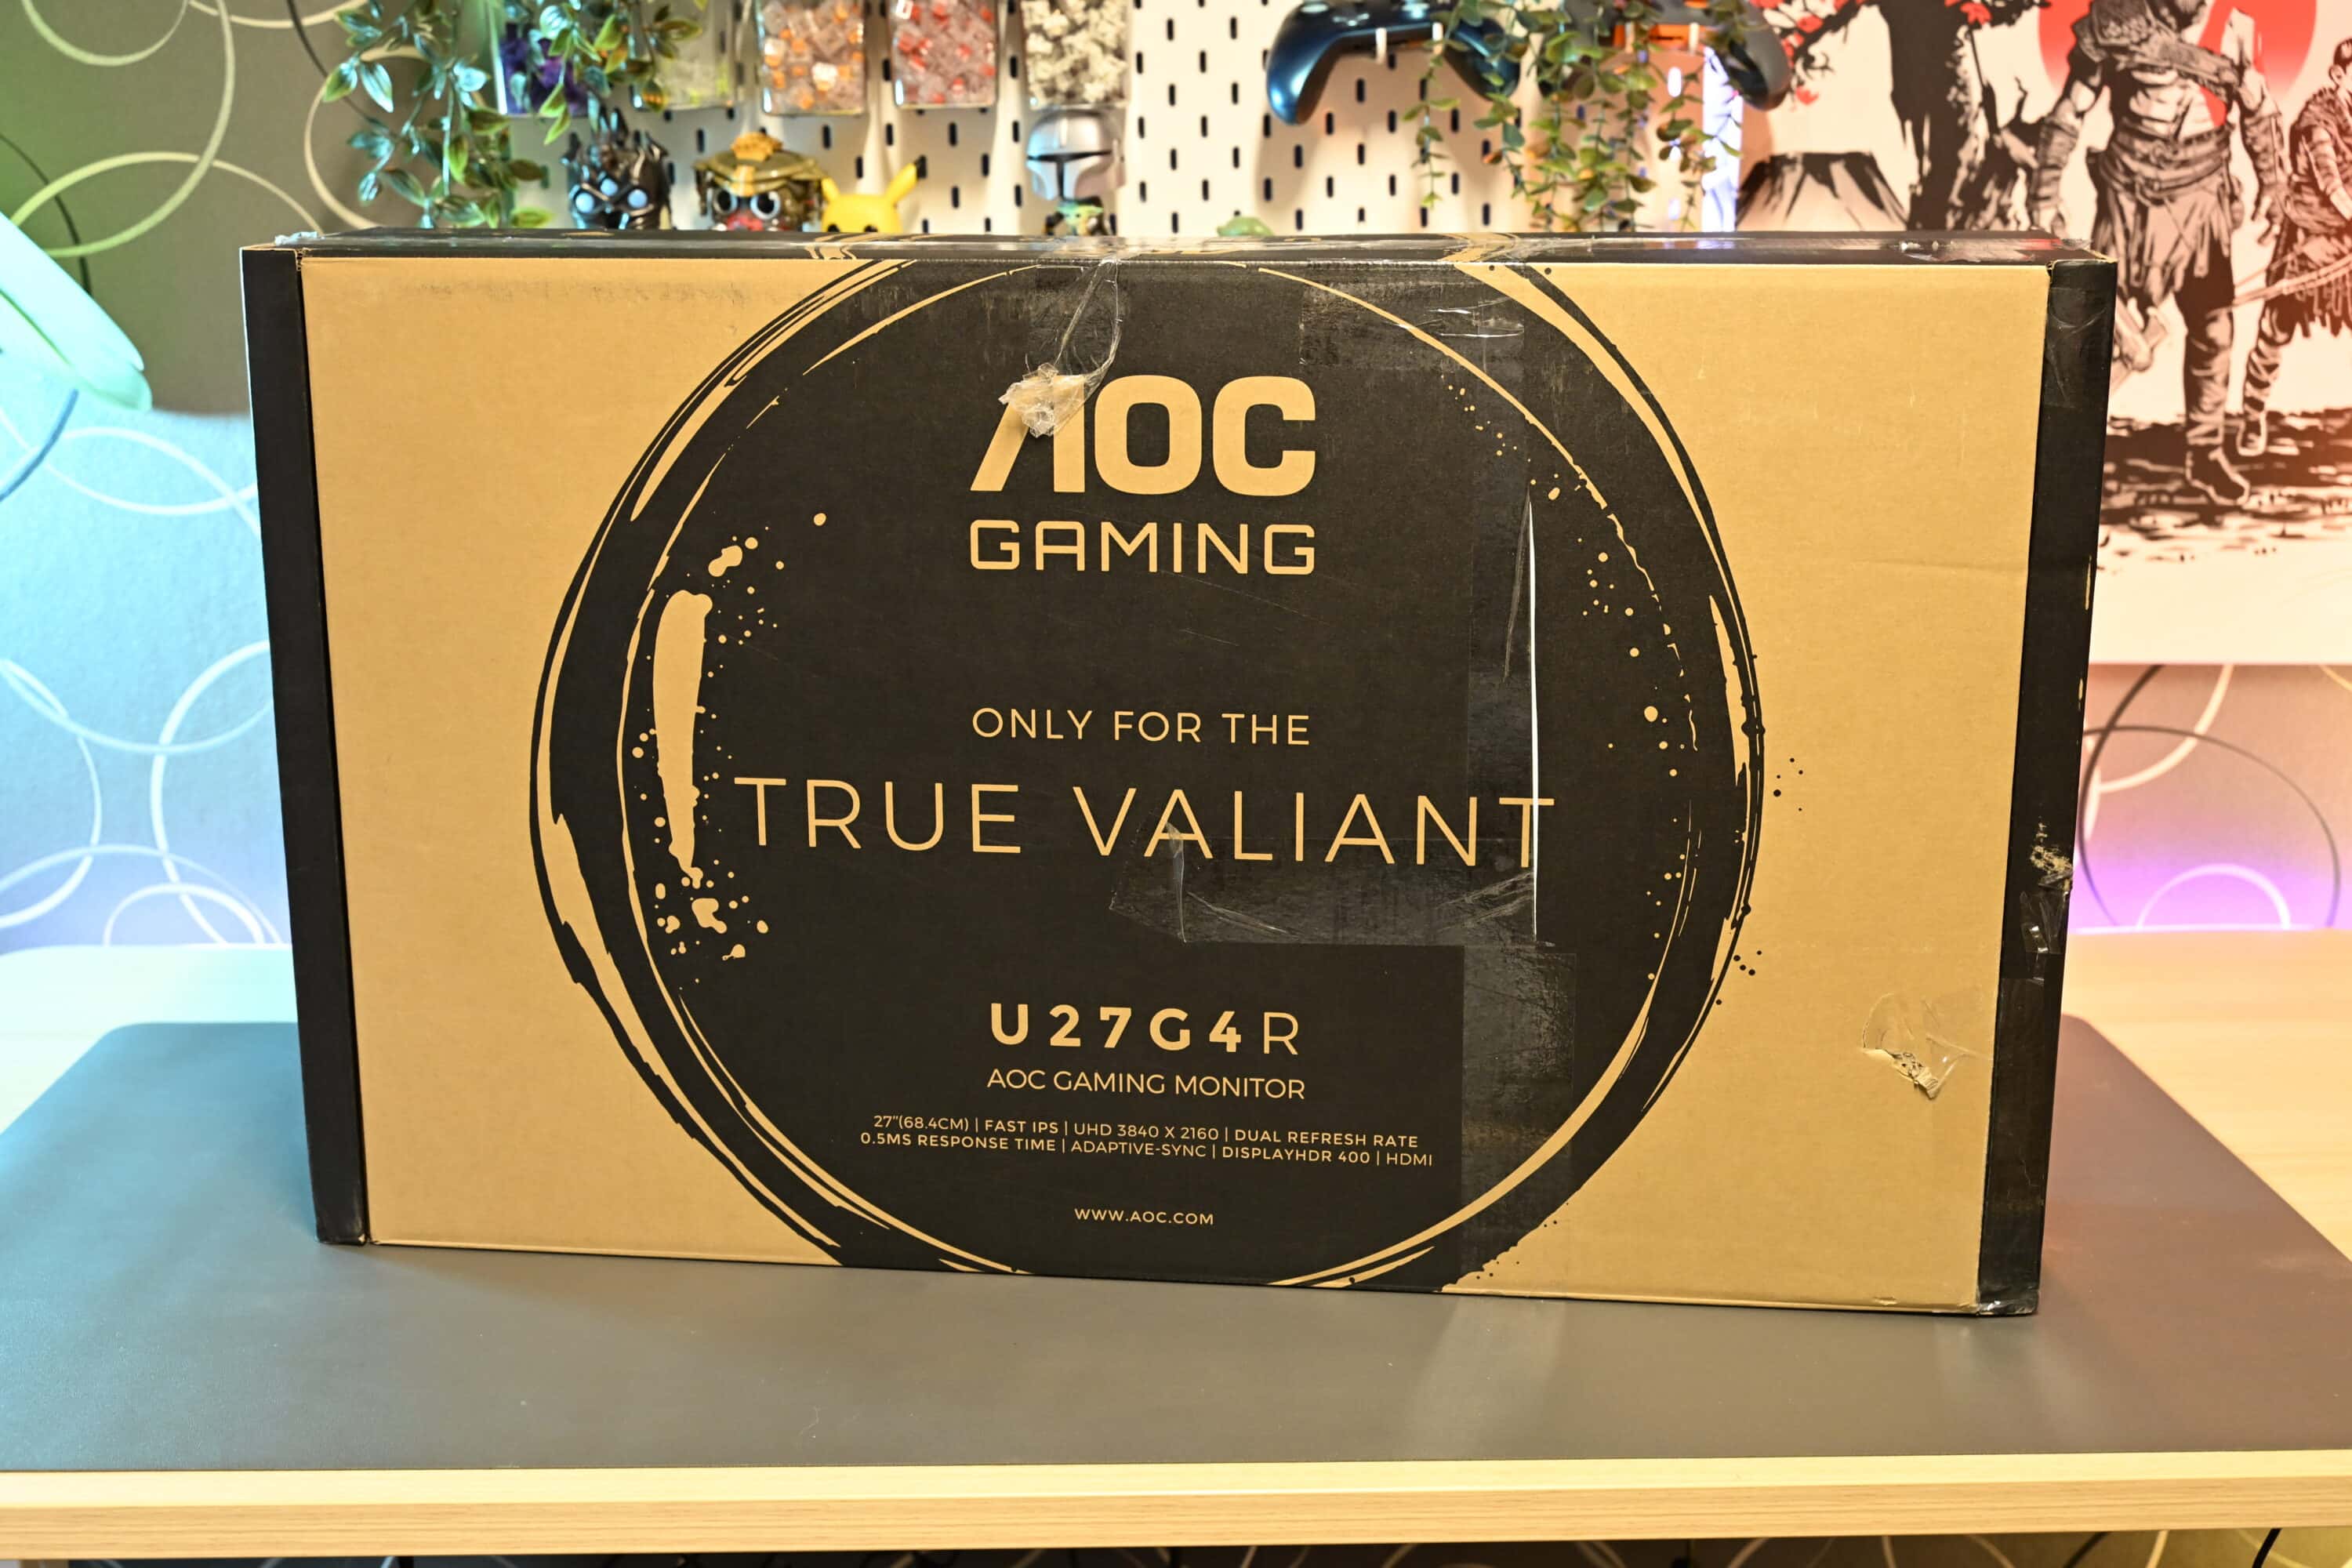 AOC
GAMING
ONLY FOR THE
TRUE VALIANT
U27G4R
AOC GAMING MONITOR
27"(68.4CM) | FAST IPS | UHD 3840 X 2160 | DUAL REFRESH RATE
0.5MS RESPONSE TIME | ADAPTIVE-SYNC | DISPLAYHDR 400 | HDMI
WWW.AOC.COM